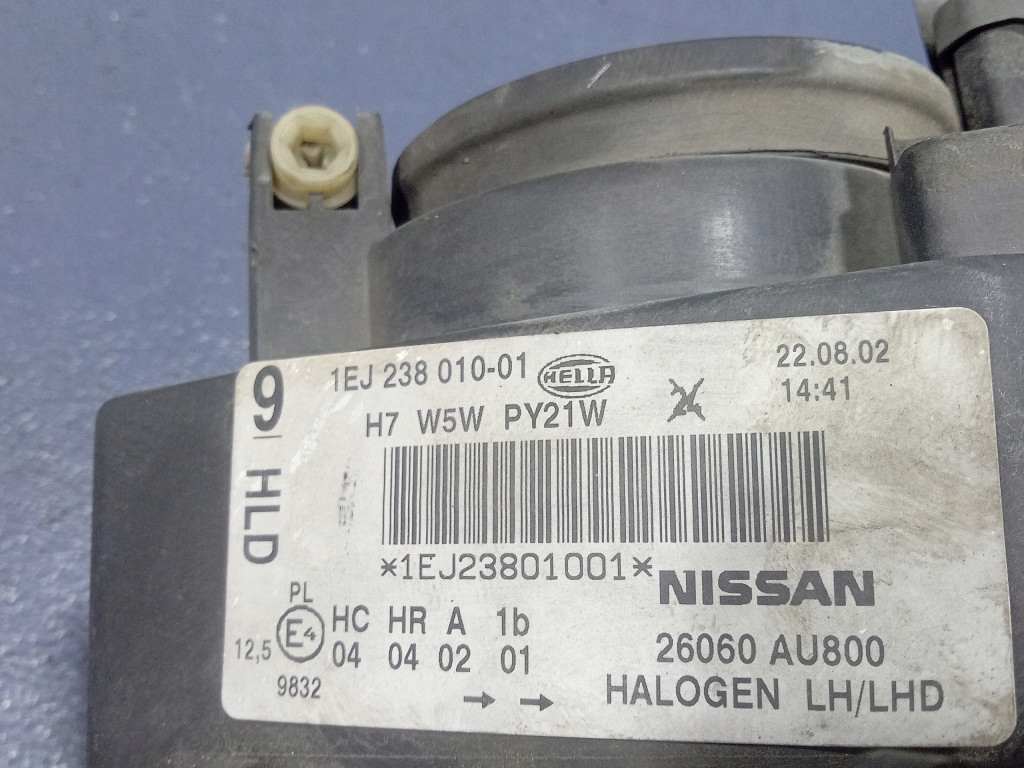 9 | HLD
1EJ 238 010-01 HELLA 22.08.02
H7 W5W PY21W 14:41
*1EJ23801001*
NISSAN
PL
12,5 E4 HC HR A 1b
04 04 02 01
9832
26060 AU800
HALOGEN LH/LHD